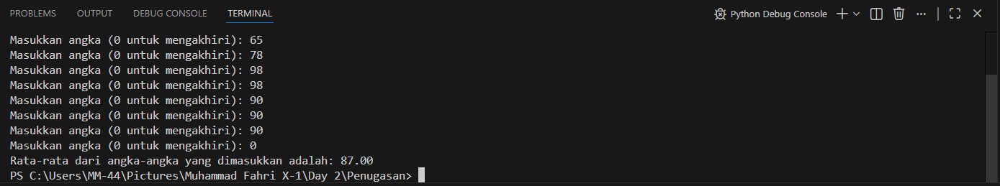 PROBLEMS OUTPUT DEBUG CONSOLE TERMINAL Python Debug Console
Masukkan angka (0 untuk mengakhiri): 65
Masukkan angka (0 untuk mengakhiri): 78
Masukkan angka (0 untuk mengakhiri): 98
Masukkan angka (0 untuk mengakhiri): 98
Masukkan angka (0 untuk mengakhiri): 90
Masukkan angka (0 untuk mengakhiri): 90
Masukkan angka (0 untuk mengakhiri): 90
Masukkan angka (0 untuk mengakhiri): 0
Rata-rata dari angka-angka yang dimasukkan adalah: 87.00
PS C:\Users\MM-44\Pictures\Muhammad Fahri X-1\Day 2\Penugasan>